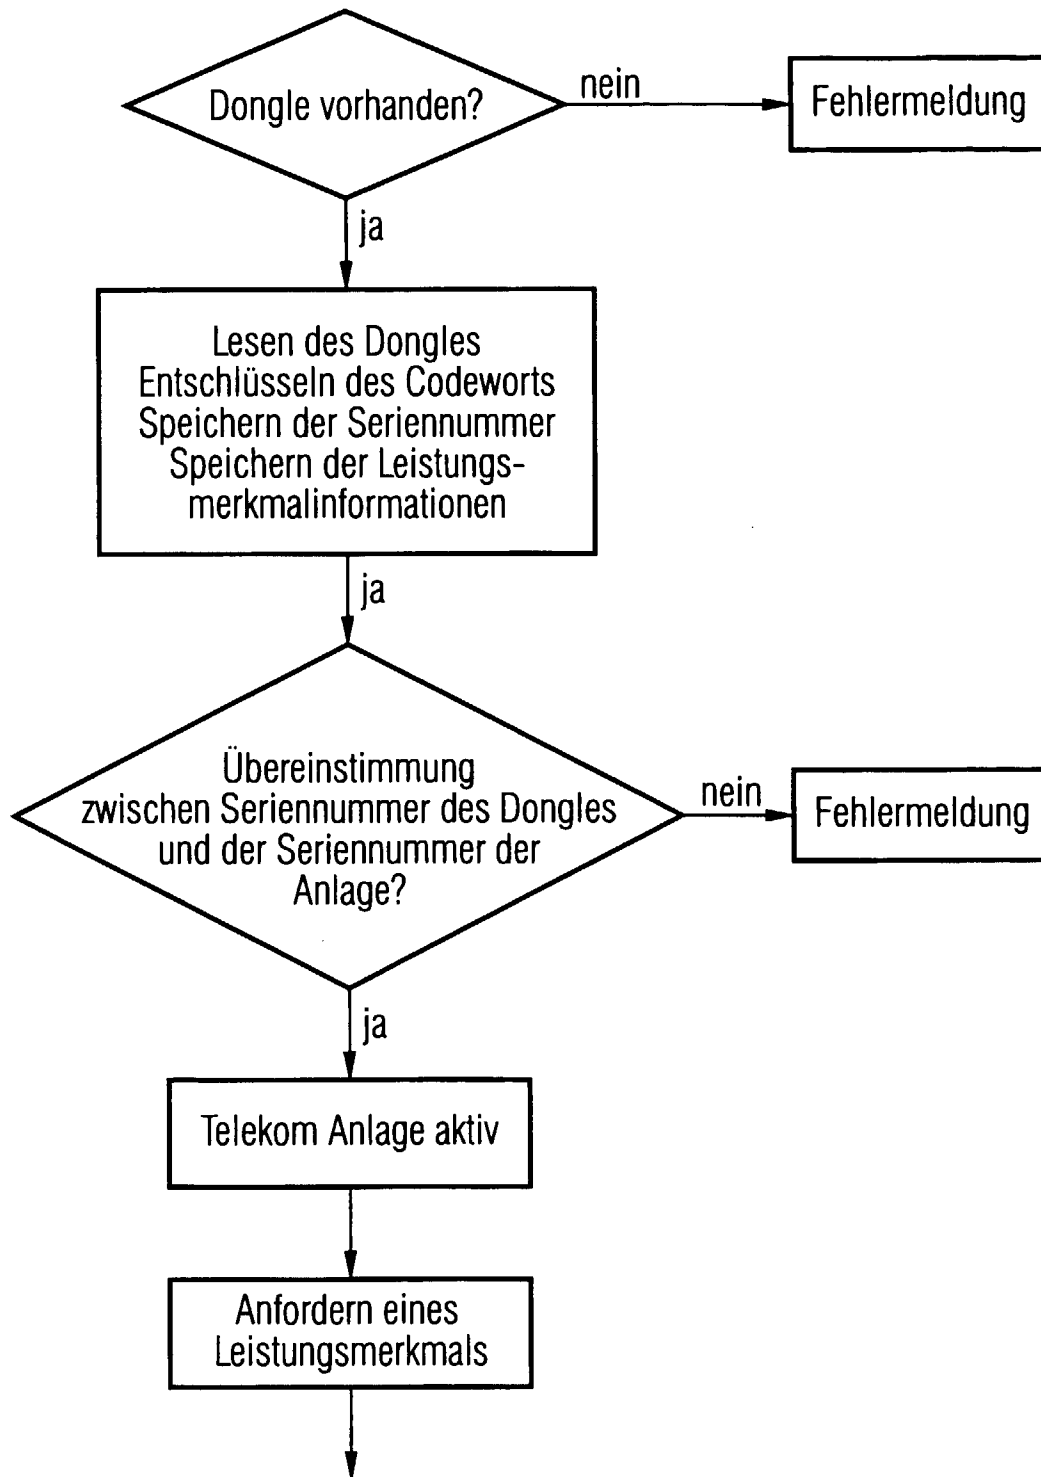 Dongle vorhanden?
nein
Fehlermeldung
ja
Lesen des Dongles
Entschlüsseln des Codeworts
Speichern der Seriennummer
Speichern der Leistungs-
merkmalinformationen
ja
Übereinstimmung
zwischen Seriennummer des Dongles
und der Seriennummer der
Anlage?
nein
Fehlermeldung
ja
Telekom Anlage aktiv
Anfordern eines
Leistungsmerkmals